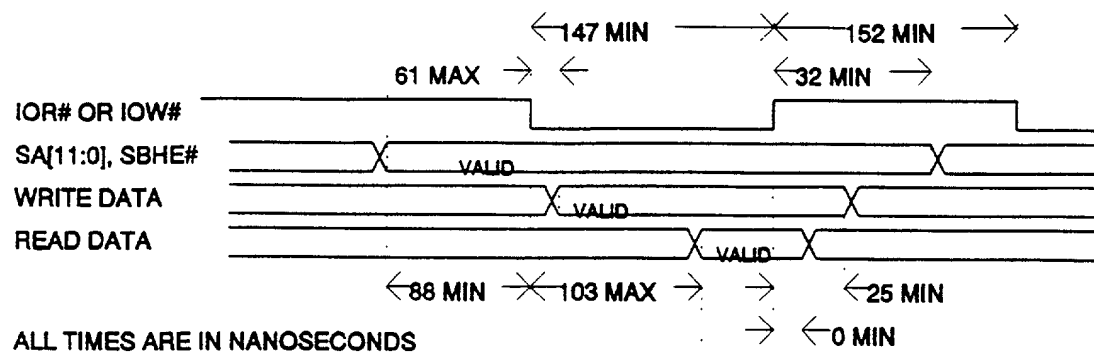 147 MIN 152 MIN
61 MAX 32 MIN
IOR# OR IOW#
SA[11:0], SBHE#
VALID
WRITE DATA
VALID
READ DATA
VALID
88 MIN 103 MAX 25 MIN
0 MIN
ALL TIMES ARE IN NANOSECONDS